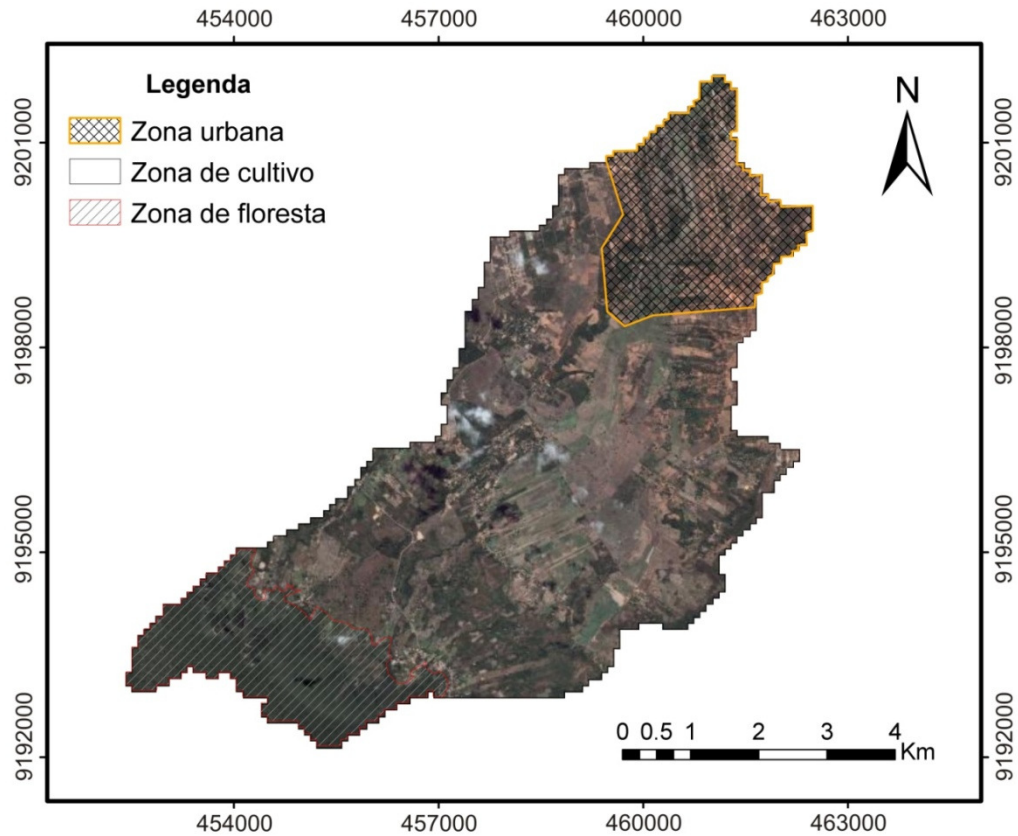 454000 457000 460000 463000
Legenda
Zona urbana
Zona de cultivo
Zona de floresta
N
9201000 9201000
9198000 9198000
9195000 9195000
9192000 9192000
0 0.5 1 2 3 4
Km
454000 457000 460000 463000